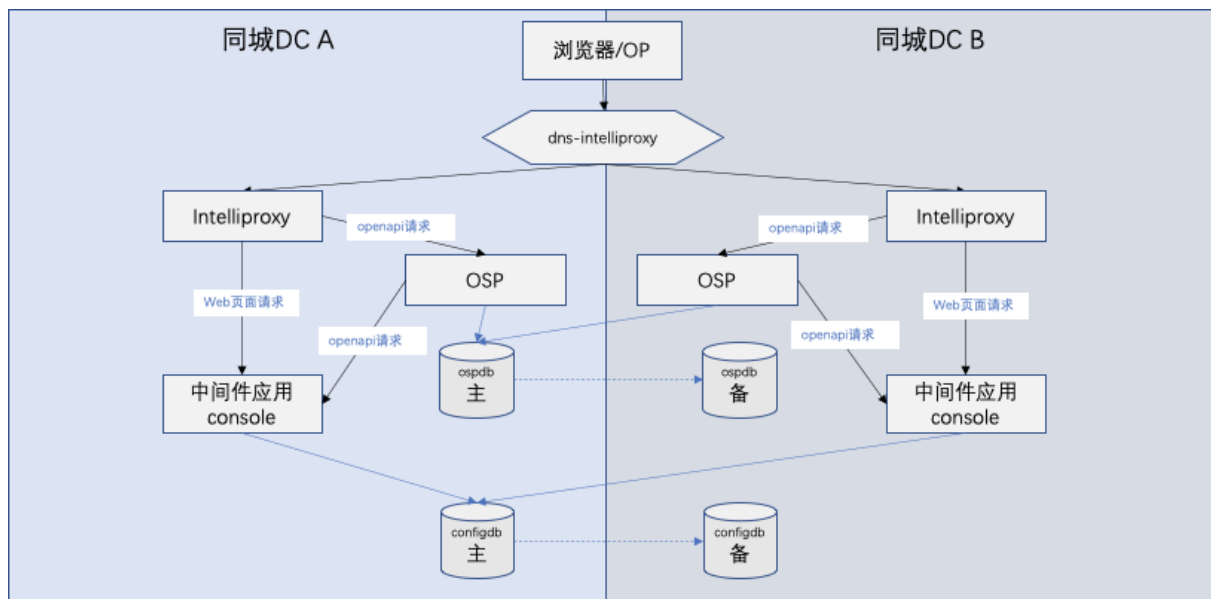 同城DC A
浏览器/OP
同城DC B
dns-intelliproxy
Intelliproxy
Intelliproxy
openapi请求
openapi请求
OSP
OSP
Web页面请求
Web页面请求
openapi请求
openapi请求
ospdb
主
ospdb
备
中间件应用
console
中间件应用
console
configdb
主
configdb
备